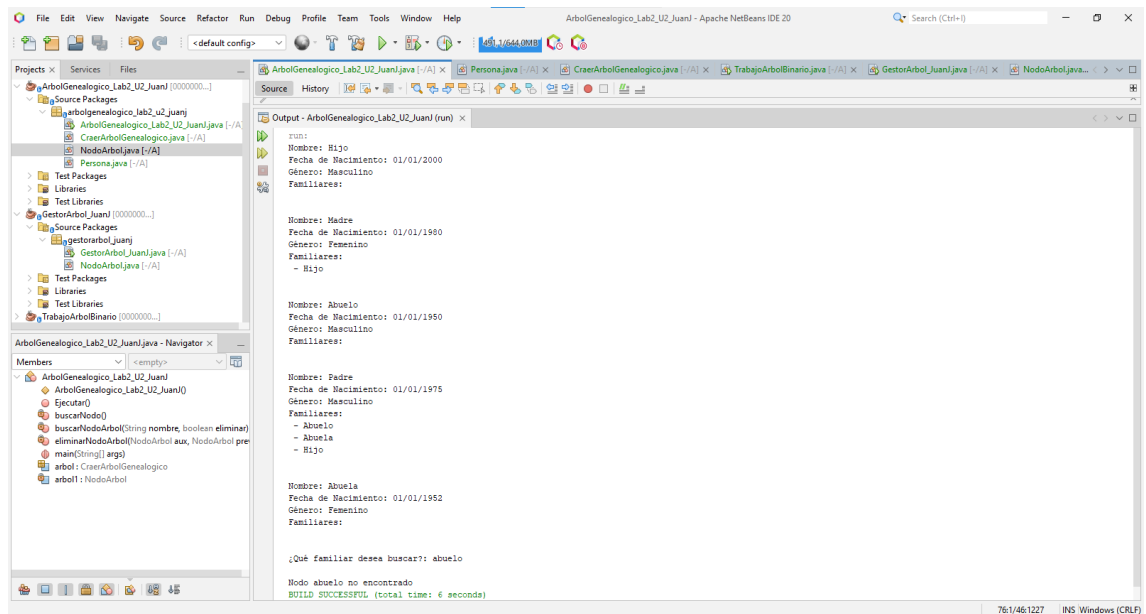 File Edit View Navigate Source Refactor Run Debug Profile Team Tools Window Help
ArbolGenealogico_Lab2_U2_JuanJ - Apache NetBeans IDE 20
Search (Ctrl+I)
<default config>
491,1/644,0MB
Projects
Services
Files
ArbolGenealogico_Lab2_U2_JuanJ [0000000...]
Source Packages
arbolgenealogico_lab2_u2_juanj
ArbolGenealogico_Lab2_U2_JuanJ.java [-/A]
CraerArbolGenealogico.java [-/A]
NodoArbol.java [-/A]
Persona.java [-/A]
Test Packages
Libraries
Test Libraries
GestorArbol_JuanJ [0000000...]
Source Packages
gestorarbol_juanj
GestorArbol_JuanJ.java [-/A]
NodoArbol.java [-/A]
Test Packages
Libraries
Test Libraries
TrabajoArbolBinario [0000000...]
ArbolGenealogico_Lab2_U2_JuanJ.java - Navigator
Members
<empty>
ArbolGenealogico_Lab2_U2_JuanJ
ArbolGenealogico_Lab2_U2_JuanJ()
Ejecutar()
buscarNodo()
buscarNodoArbol(String nombre, boolean eliminar)
eliminarNodoArbol(NodoArbol aux, NodoArbol pre
main(String[] args)
arbol : CraerArbolGenealogico
arbol1 : NodoArbol
ArbolGenealogico_Lab2_U2_JuanJ.java [-/A]
Persona.java [-/A]
CraerArbolGenealogico.java [-/A]
TrabajoArbolBinario.java [-/A]
GestorArbol_JuanJ.java [-/A]
NodoArbol.java...
Source
History
Output - ArbolGenealogico_Lab2_U2_JuanJ (run)
run:
Nombre: Hijo
Fecha de Nacimiento: 01/01/2000
Género: Masculino
Familiares:
Nombre: Madre
Fecha de Nacimiento: 01/01/1980
Género: Femenino
Familiares:
- Hijo
Nombre: Abuelo
Fecha de Nacimiento: 01/01/1950
Género: Masculino
Familiares:
Nombre: Padre
Fecha de Nacimiento: 01/01/1975
Género: Masculino
Familiares:
- Abuelo
- Abuela
- Hijo
Nombre: Abuela
Fecha de Nacimiento: 01/01/1952
Género: Femenino
Familiares:
¿Qué familiar desea buscar?: abuelo
Nodo abuelo no encontrado
BUILD SUCCESSFUL (total time: 6 seconds)
76:1/46:1227
INS
Windows (CRLF)